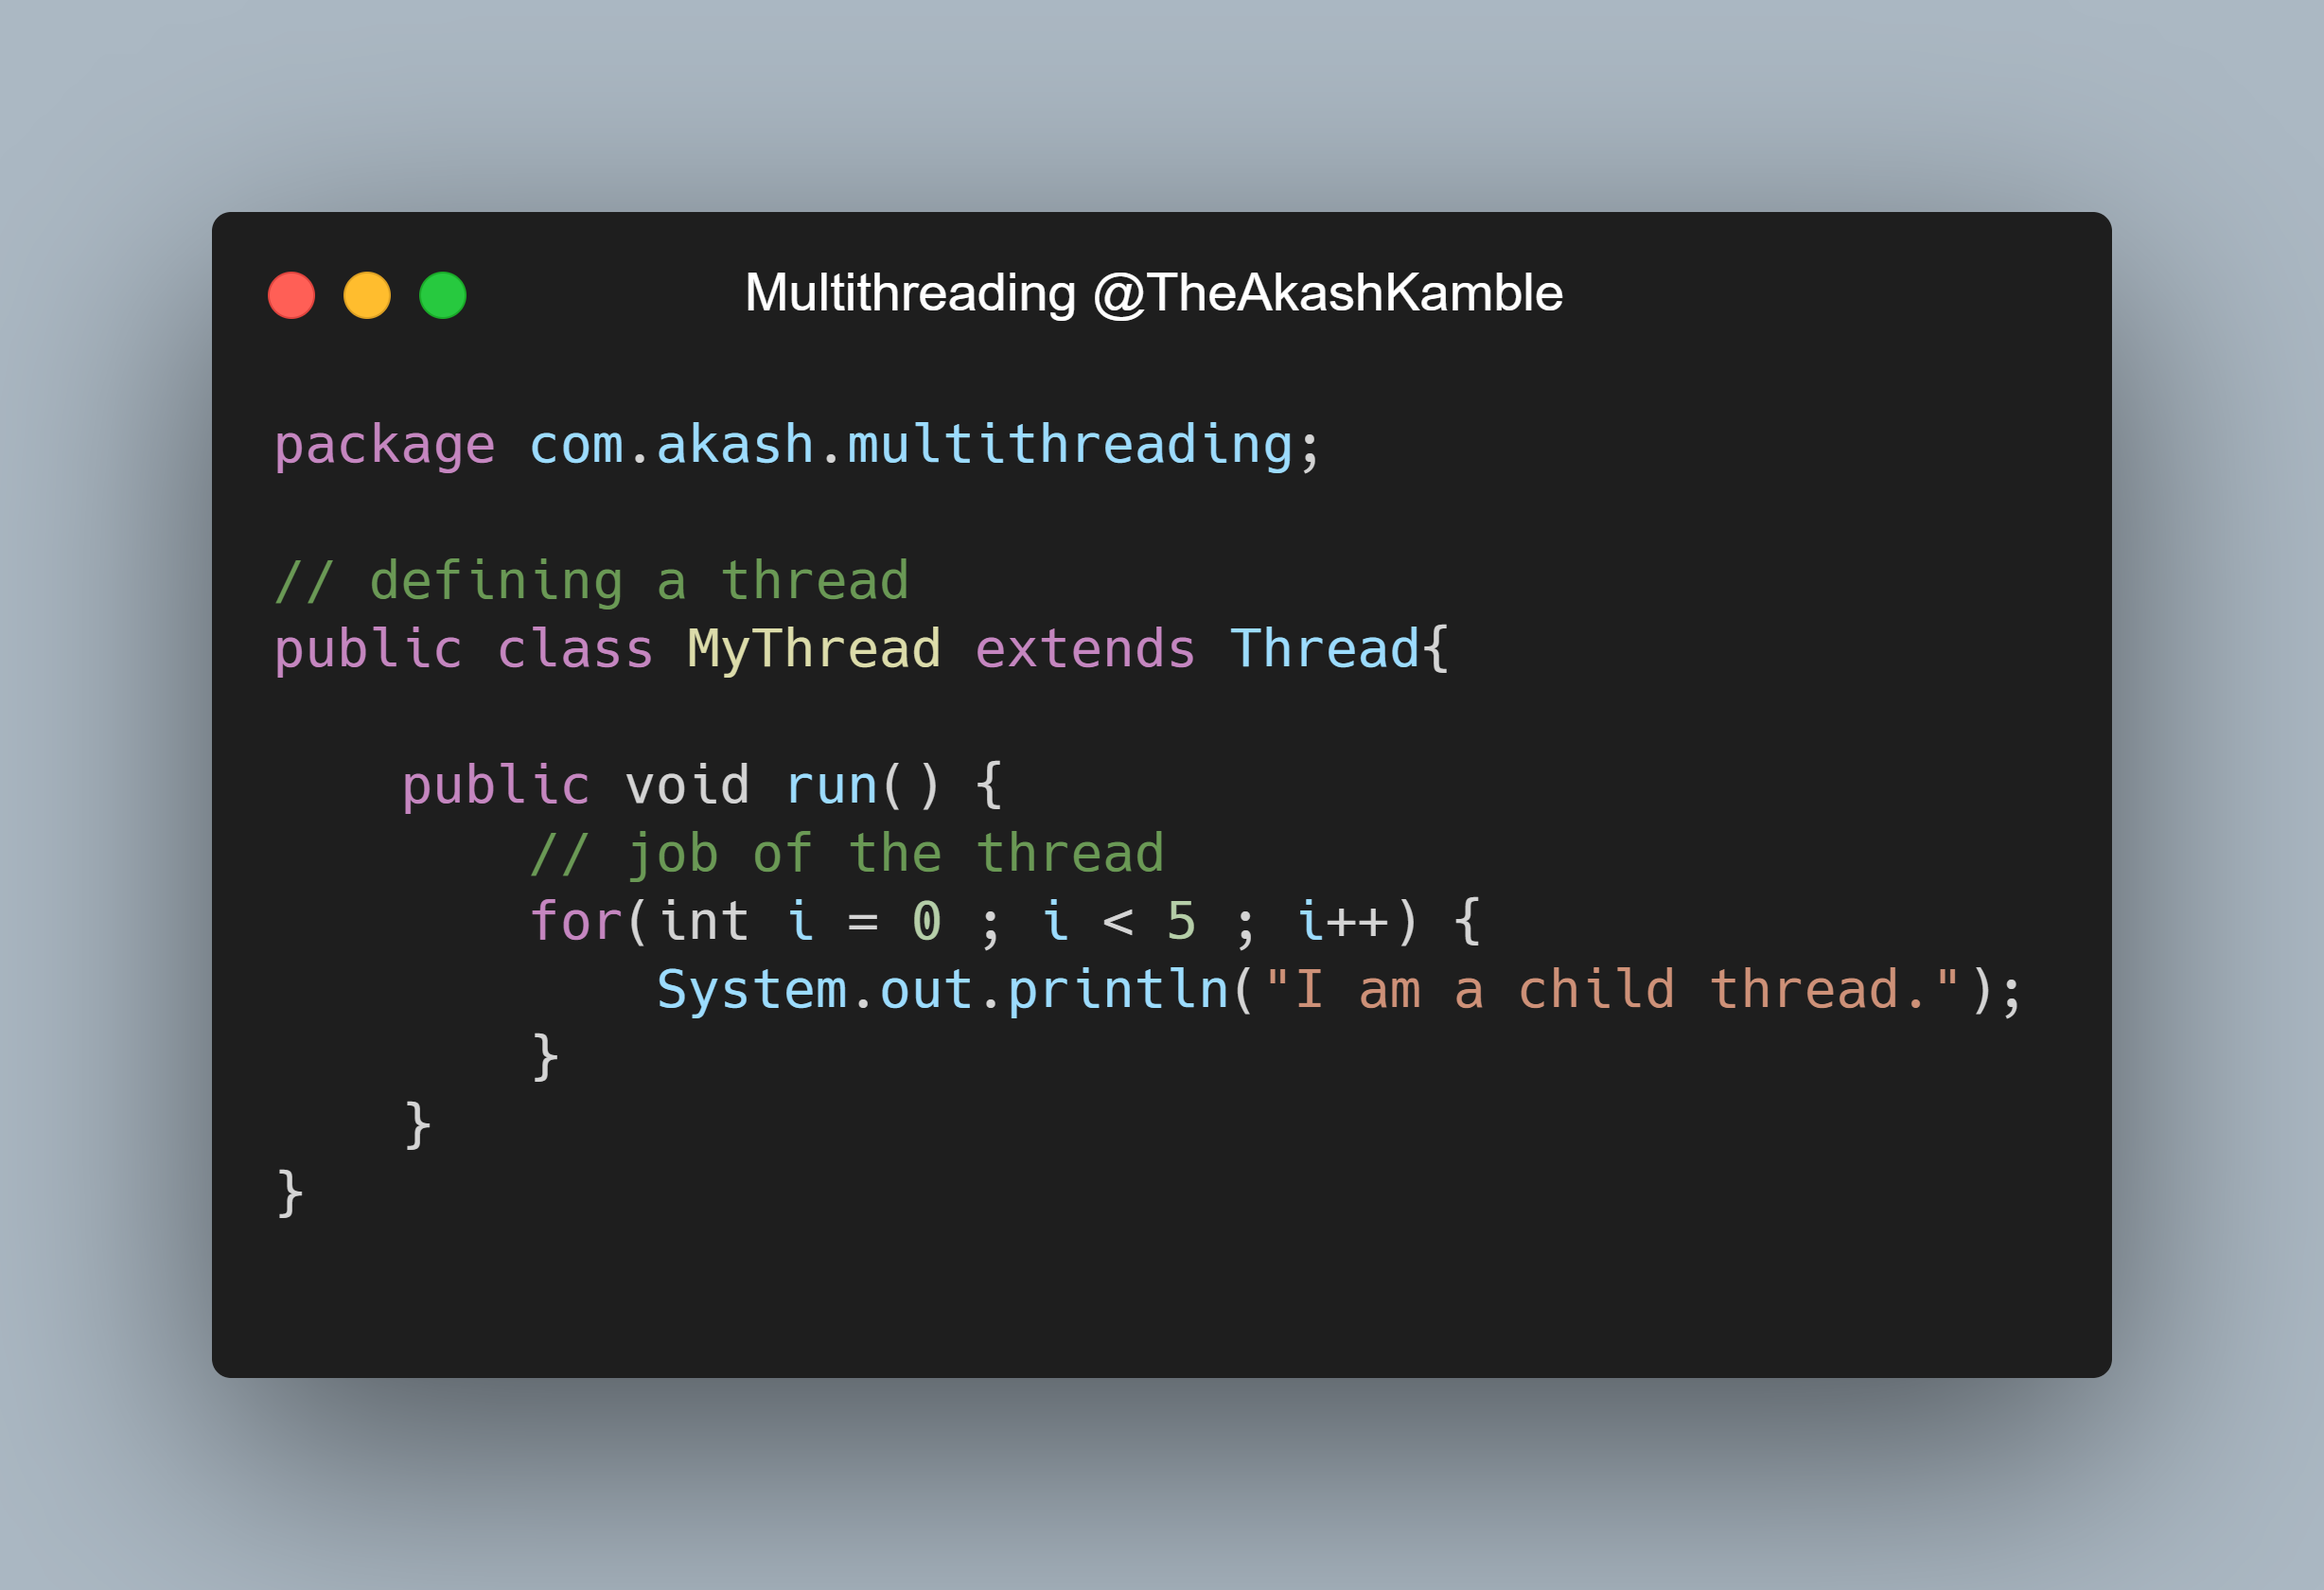 Multithreading @TheAkashKamble
package com.akash.multithreading;
// defining a thread
public class MyThread extends Thread{
    public void run() {
        // job of the thread
        for(int i = 0 ; i < 5 ; i++) {
            System.out.println("I am a child thread.");
        }
    }
}